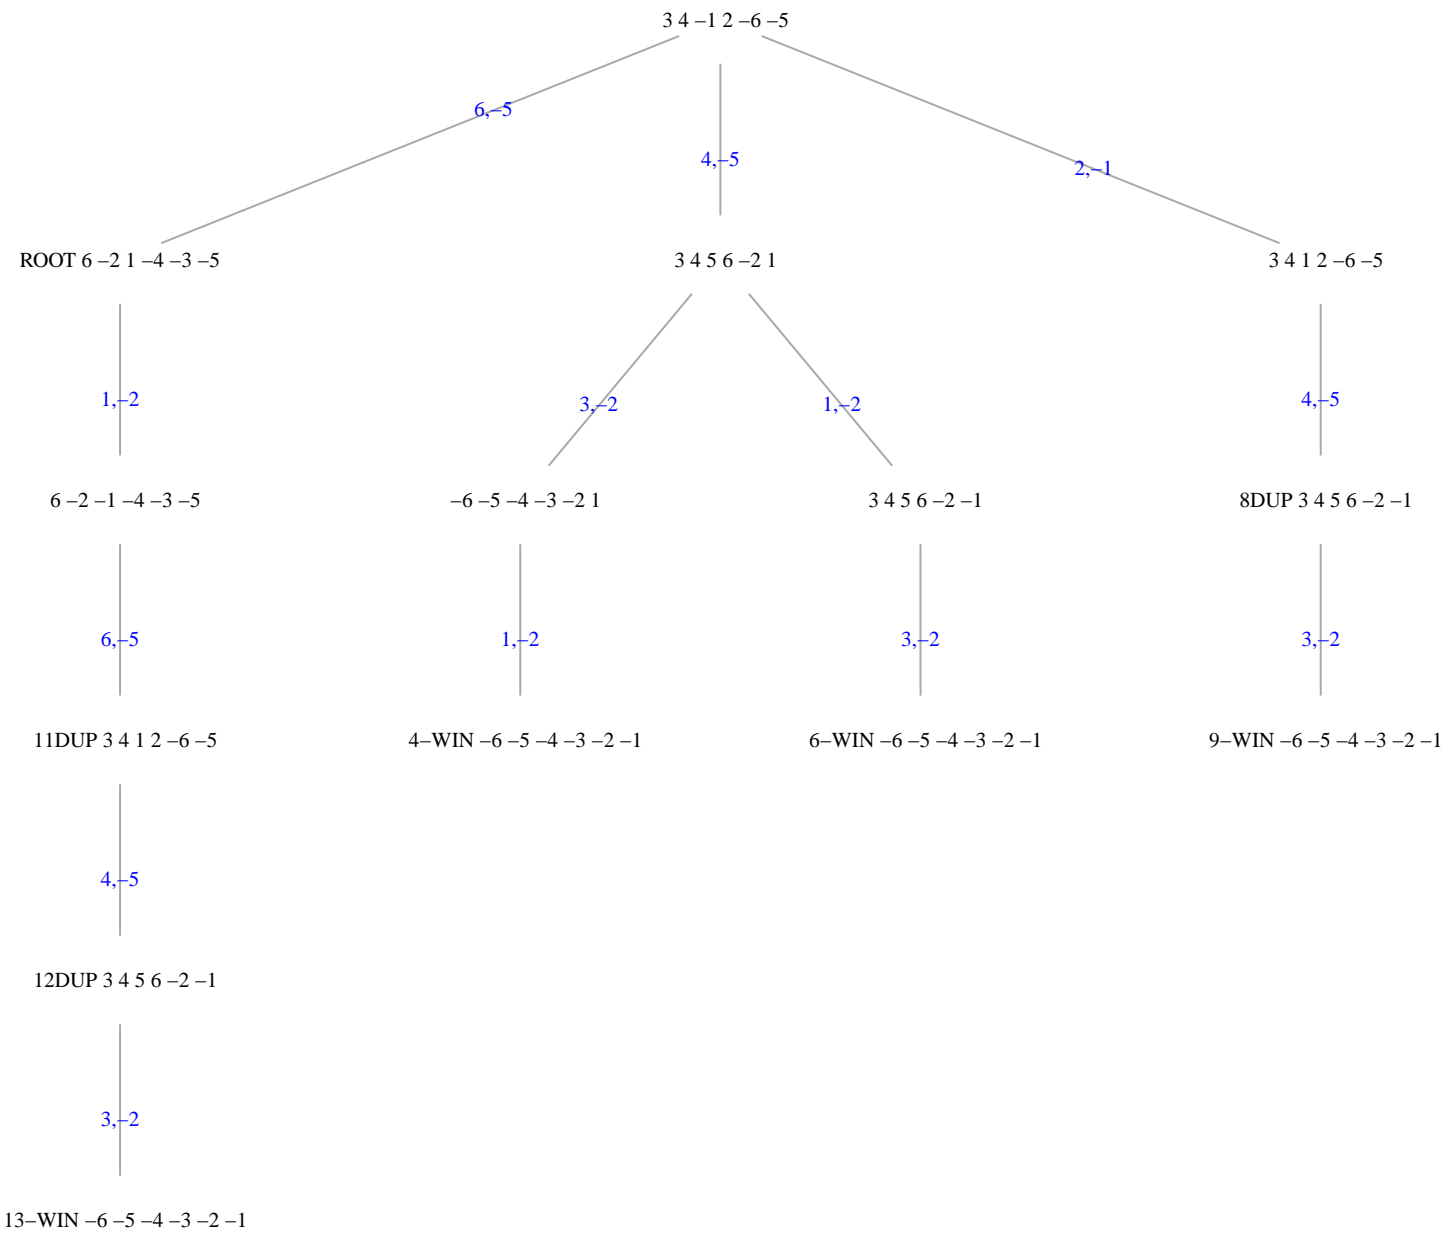 3 4 –1 2 –6 –5
6,–5
4,–5
2,–1
ROOT 6 –2 1 –4 –3 –5
3 4 5 6 –2 1
3 4 1 2 –6 –5
1,–2
3,–2
1,–2
4,–5
6 –2 –1 –4 –3 –5
–6 –5 –4 –3 –2 1
3 4 5 6 –2 –1
8DUP 3 4 5 6 –2 –1
6,–5
1,–2
3,–2
3,–2
11DUP 3 4 1 2 –6 –5
4–WIN –6 –5 –4 –3 –2 –1
6–WIN –6 –5 –4 –3 –2 –1
9–WIN –6 –5 –4 –3 –2 –1
4,–5
12DUP 3 4 5 6 –2 –1
3,–2
13–WIN –6 –5 –4 –3 –2 –1